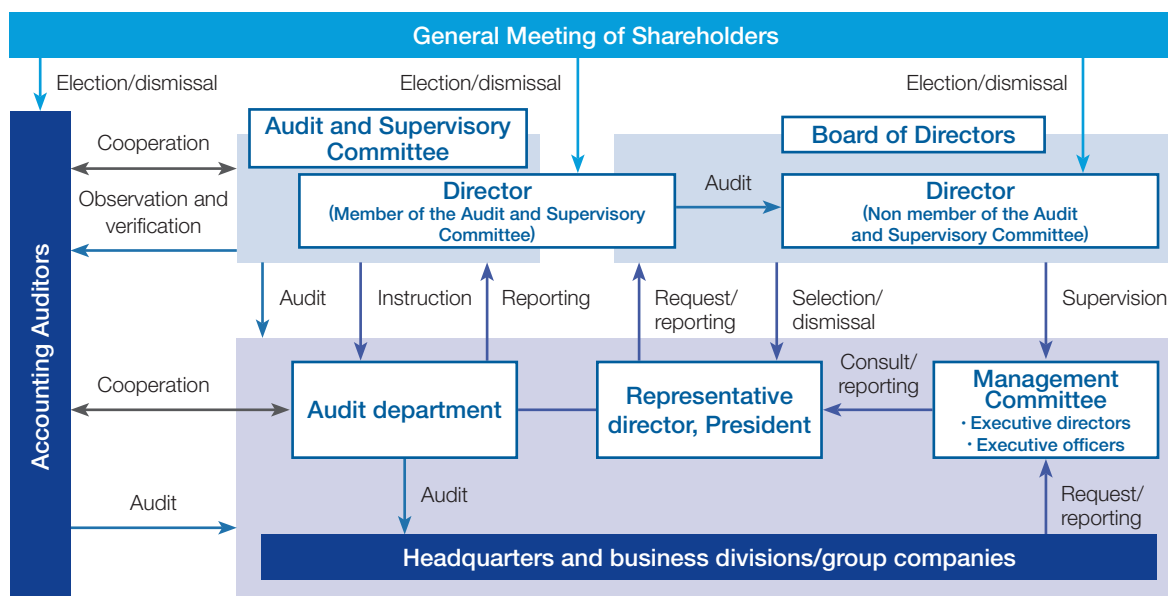 General Meeting of Shareholders
Election/dismissal
Election/dismissal
Election/dismissal
Accounting Auditors
Cooperation
Observation and
verification
Audit and Supervisory
Committee
Board of Directors
Director
(Member of the Audit and Supervisory
Committee)
Audit
Director
(Non member of the Audit
and Supervisory Committee)
Audit
Instruction
Reporting
Request/
reporting
Selection/
dismissal
Supervision
Cooperation
Audit department
Representative
director, President
Consult/
reporting
Management
Committee
・Executive directors
・Executive officers
Audit
Audit
Request/
reporting
Headquarters and business divisions/group companies